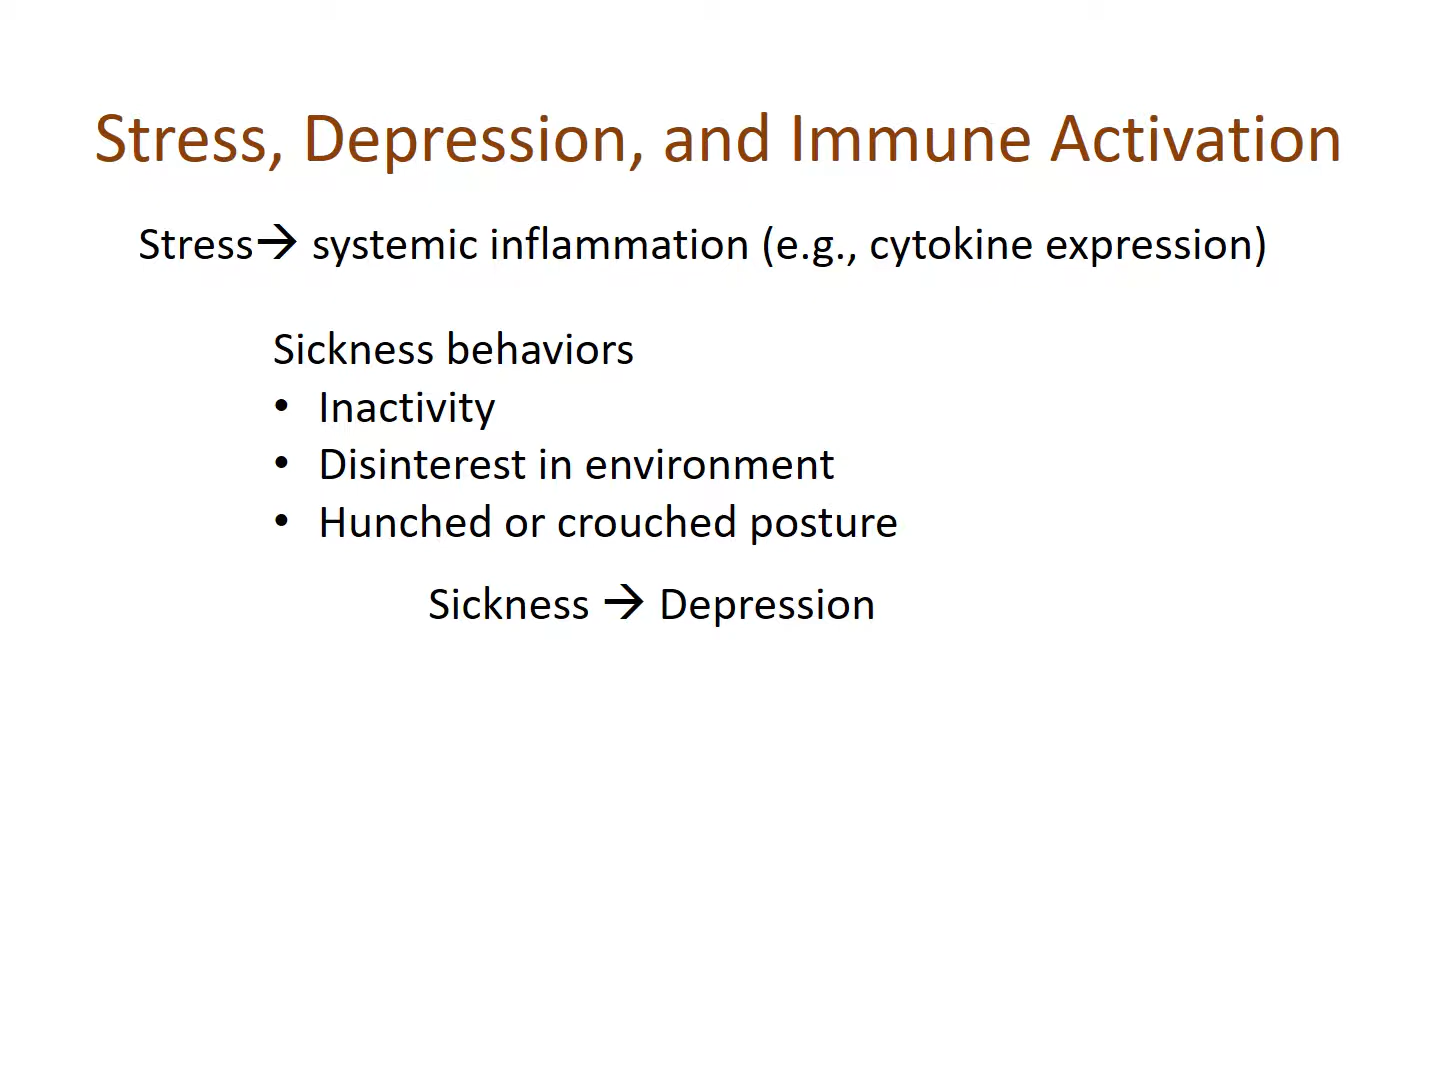 Stress, Depression, and Immune Activation
Stress→ systemic inflammation (e.g., cytokine expression)
Sickness behaviors
• Inactivity
• Disinterest in environment
• Hunched or crouched posture
Sickness → Depression